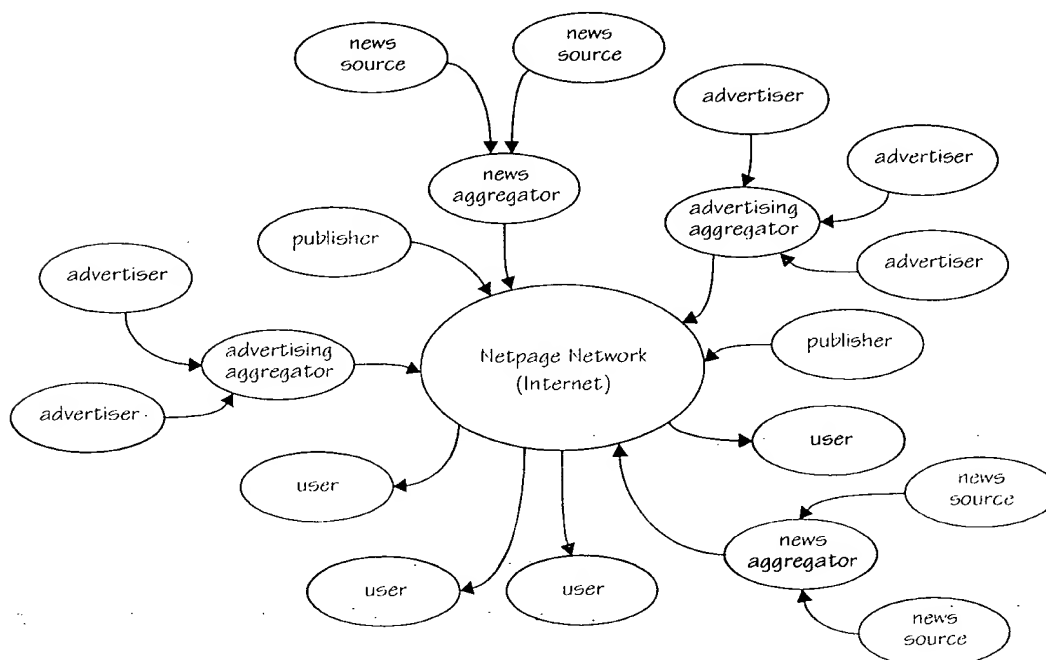 news
source
news
source
advertiser
advertiser
news
aggregator
advertising
aggregator
publisher
advertiser
advertiser
publisher
advertising
aggregator
Netpage Network
(Internet)
advertiser
user
user
news
source
news
aggregator
user
user
news
source